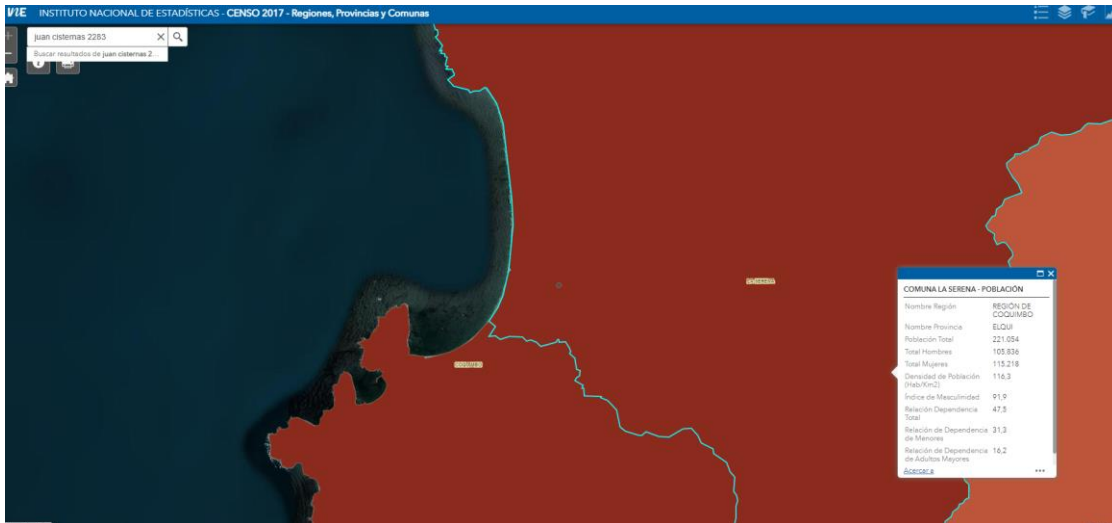 INE INSTITUTO NACIONAL DE ESTADÍSTICAS - CENSO 2017 - Regiones, Provincias y Comunas
juan cisternas 2283
Buscar resultados de juan cisternas 2...
COMUNA LA SERENA - POBLACIÓN
Nombre Región REGIÓN DE
COQUIMBO
Nombre Provincia ELQUI
Población Total 221.054
Total Hombres 105.836
Total Mujeres 115.218
Densidad de Población 116,3
(Hab/Km2)
Índice de Masculinidad 91,9
Relación Dependencia 47,5
Total
Relación de Dependencia 31,3
de Menores
Relación de Dependencia 16,2
de Adultos Mayores
Acercar a